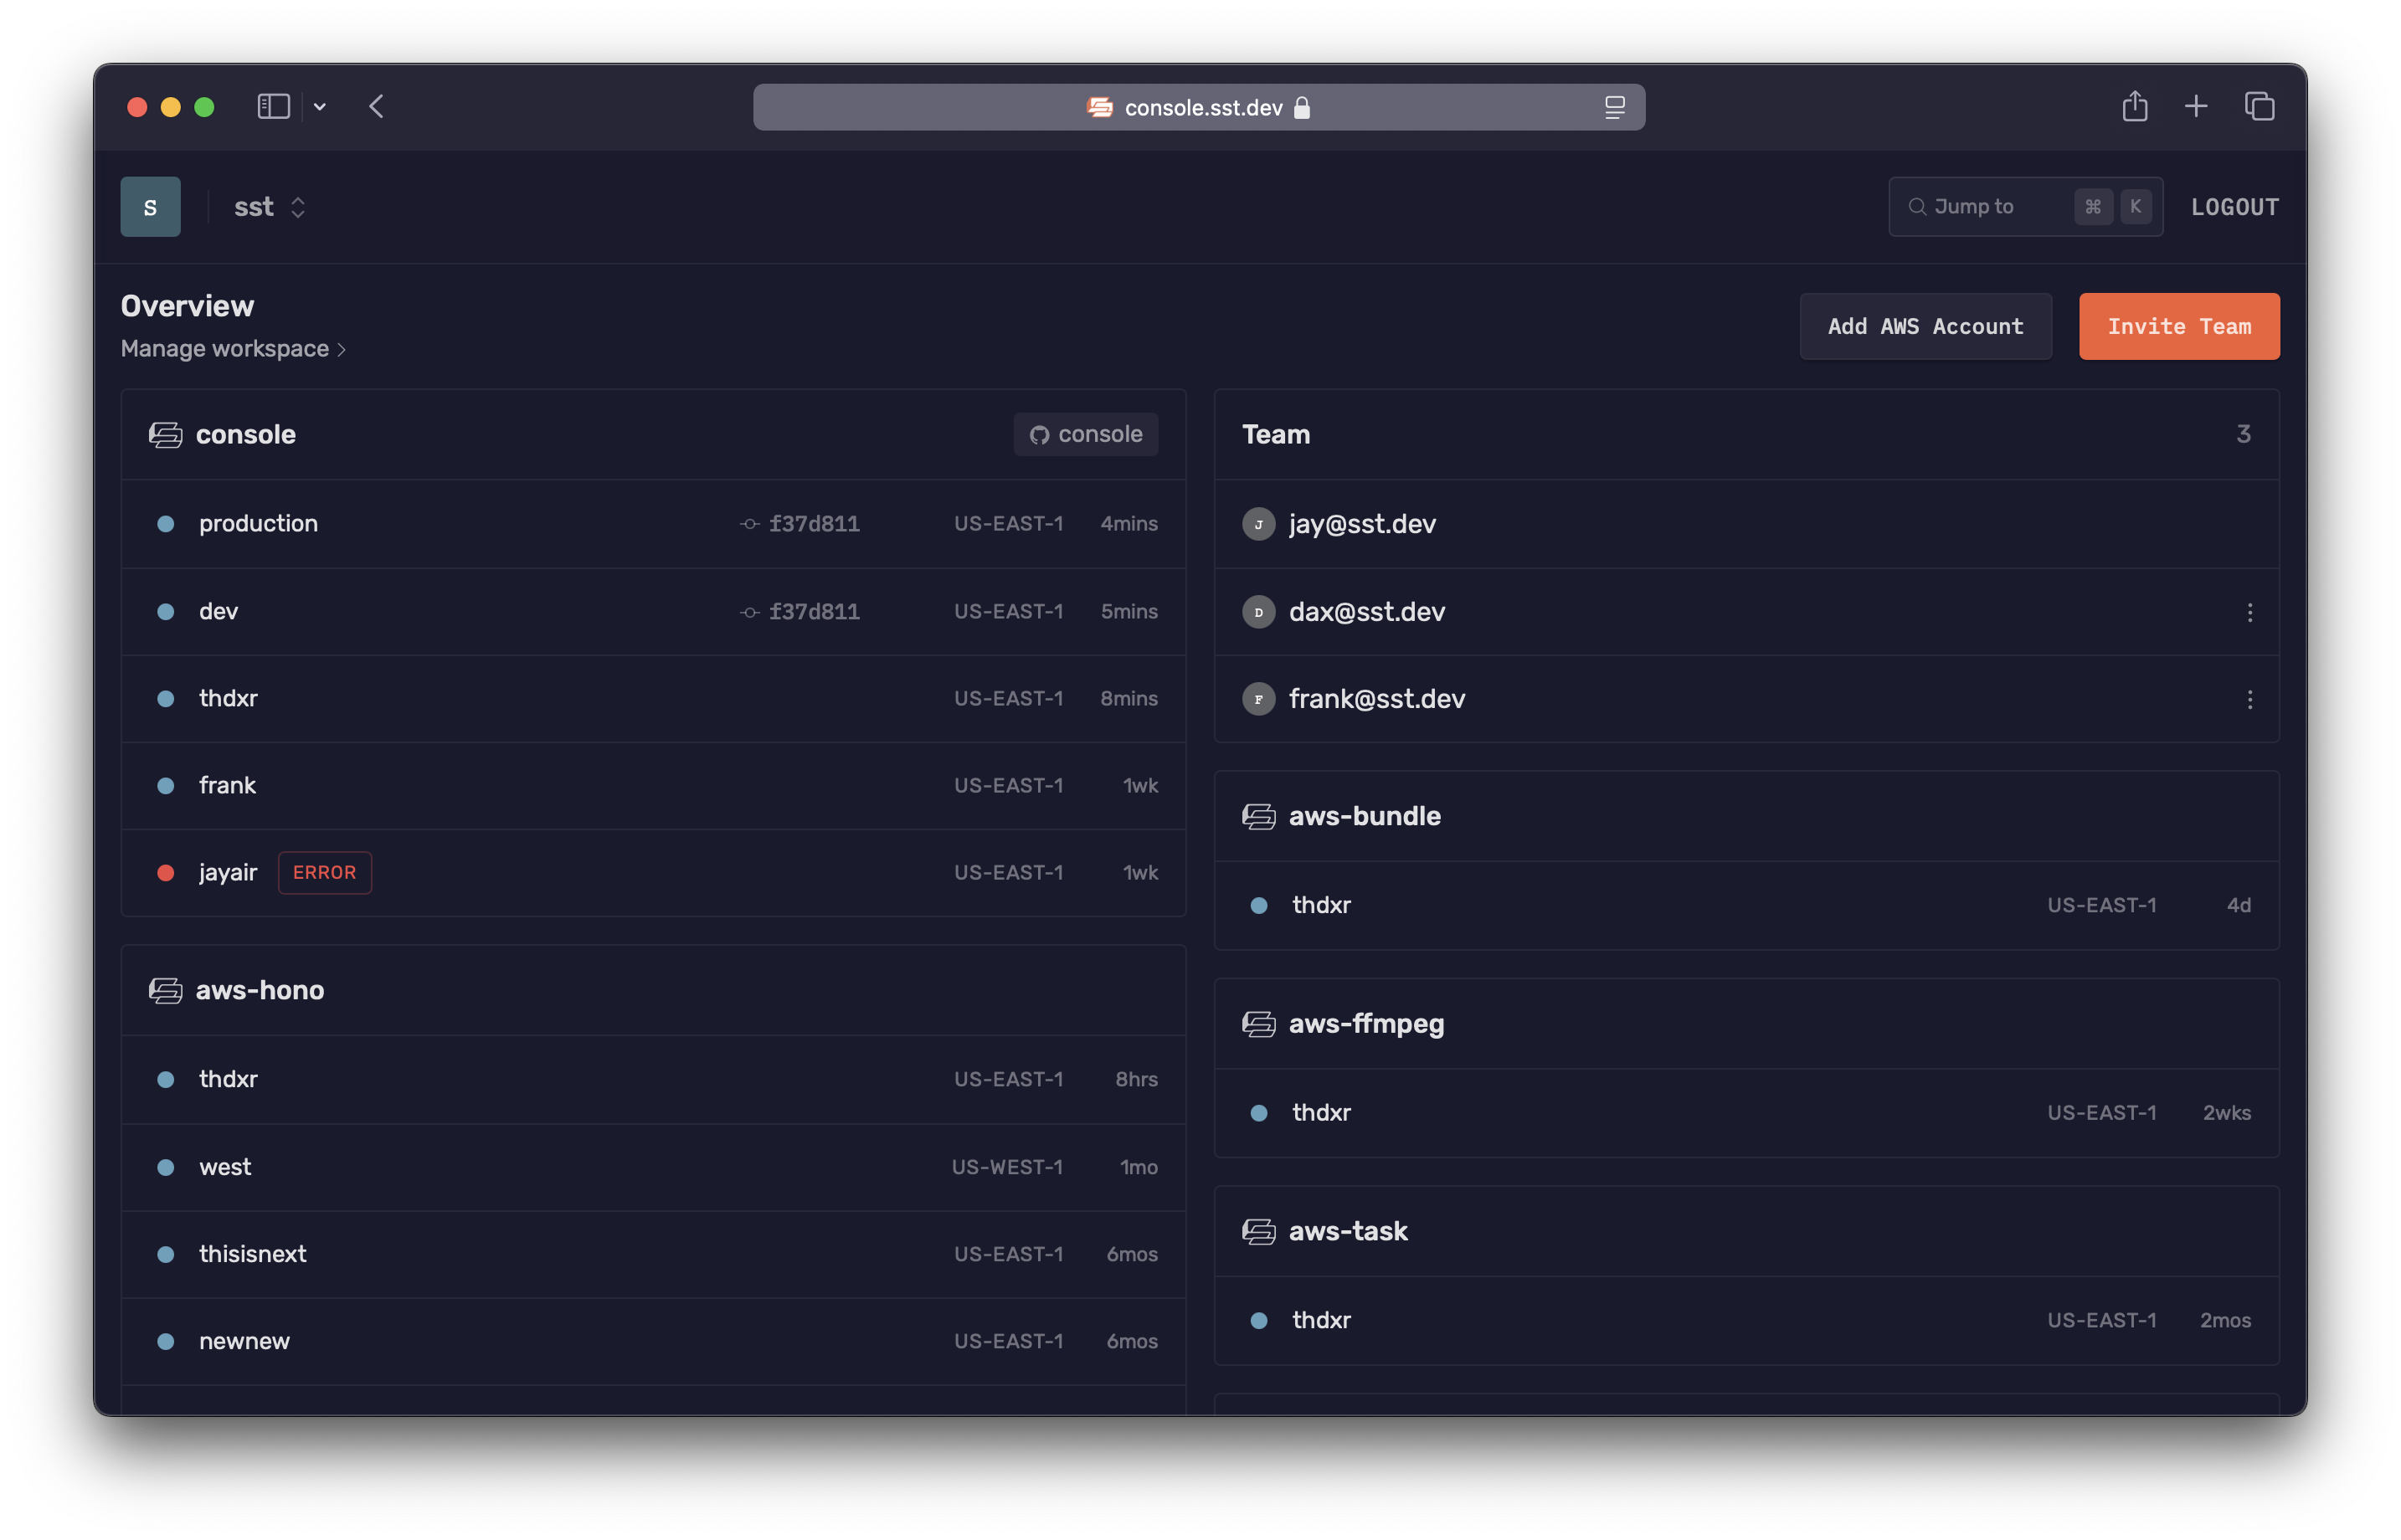 console.sst.dev
S
sst
Jump to ⌘ K
LOGOUT
Overview
Manage workspace
Add AWS Account
Invite Team
console
console
production f37d811 US-EAST-1 4mins
dev f37d811 US-EAST-1 5mins
thdxr US-EAST-1 8mins
frank US-EAST-1 1wk
jayair ERROR US-EAST-1 1wk
aws-hono
thdxr US-EAST-1 8hrs
west US-WEST-1 1mo
thisisnext US-EAST-1 6mos
newnew US-EAST-1 6mos
Team 3
J jay@sst.dev
D dax@sst.dev
F frank@sst.dev
aws-bundle
thdxr US-EAST-1 4d
aws-ffmpeg
thdxr US-EAST-1 2wks
aws-task
thdxr US-EAST-1 2mos